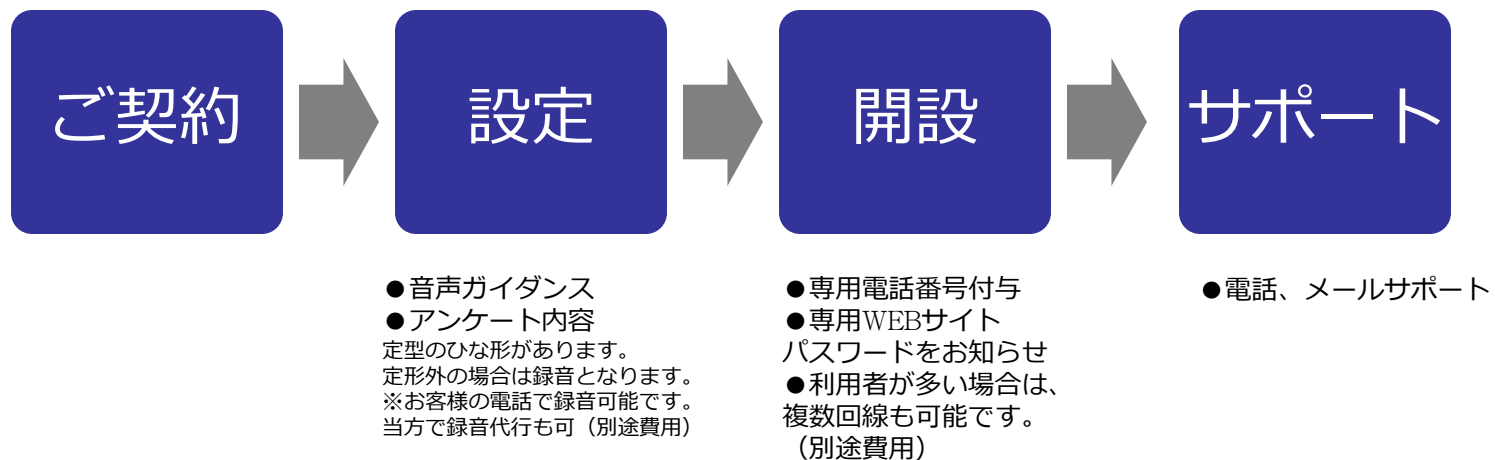 ご契約
設定
開設
サポート
●音声ガイダンス
●アンケート内容
定型のひな形があります。
定形外の場合は録音となります。
※お客様の電話で録音可能です。
当方で録音代行も可（別途費用）
●専用電話番号付与
●専用WEBサイト
パスワードをお知らせ
●利用者が多い場合は、
複数回線も可能です。
（別途費用）
●電話、メールサポート